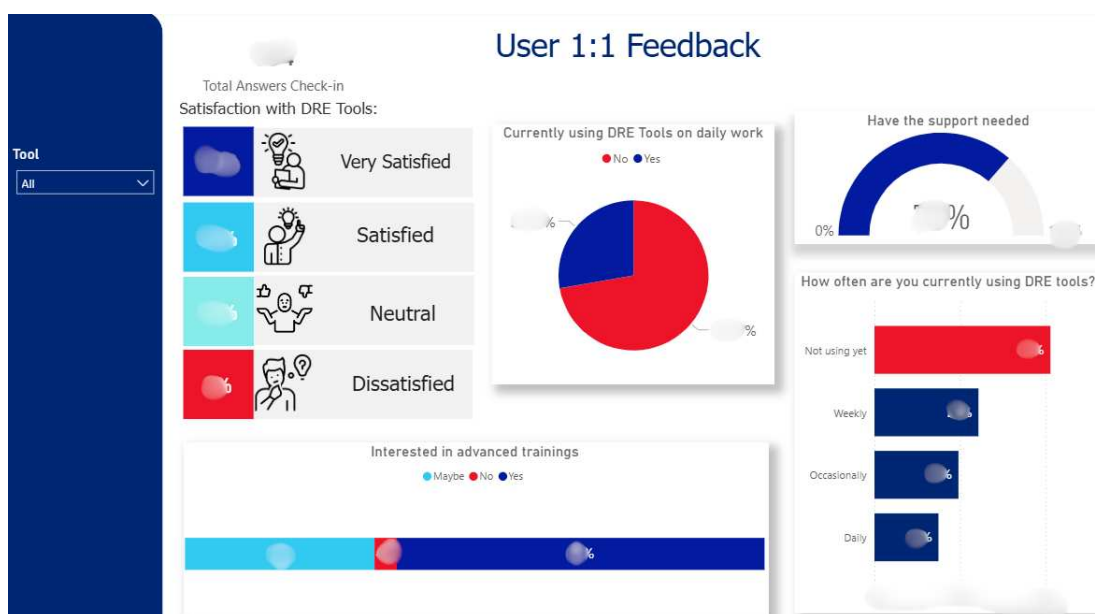 User 1:1 Feedback
Total Answers Check-in
Satisfaction with DRE Tools:
Tool
All
Very Satisfied
Satisfied
Neutral
Dissatisfied
Currently using DRE Tools on daily work
No Yes
%
%
Have the support needed
0%
%
%
How often are you currently using DRE tools?
Not using yet
%
Weekly
%
Occasionally
%
Daily
%
Interested in advanced trainings
Maybe No Yes
%